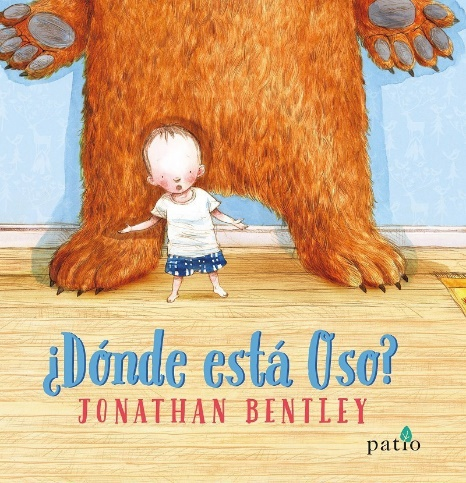 ¿Dónde está Oso?
JONATHAN BENTLEY
patio